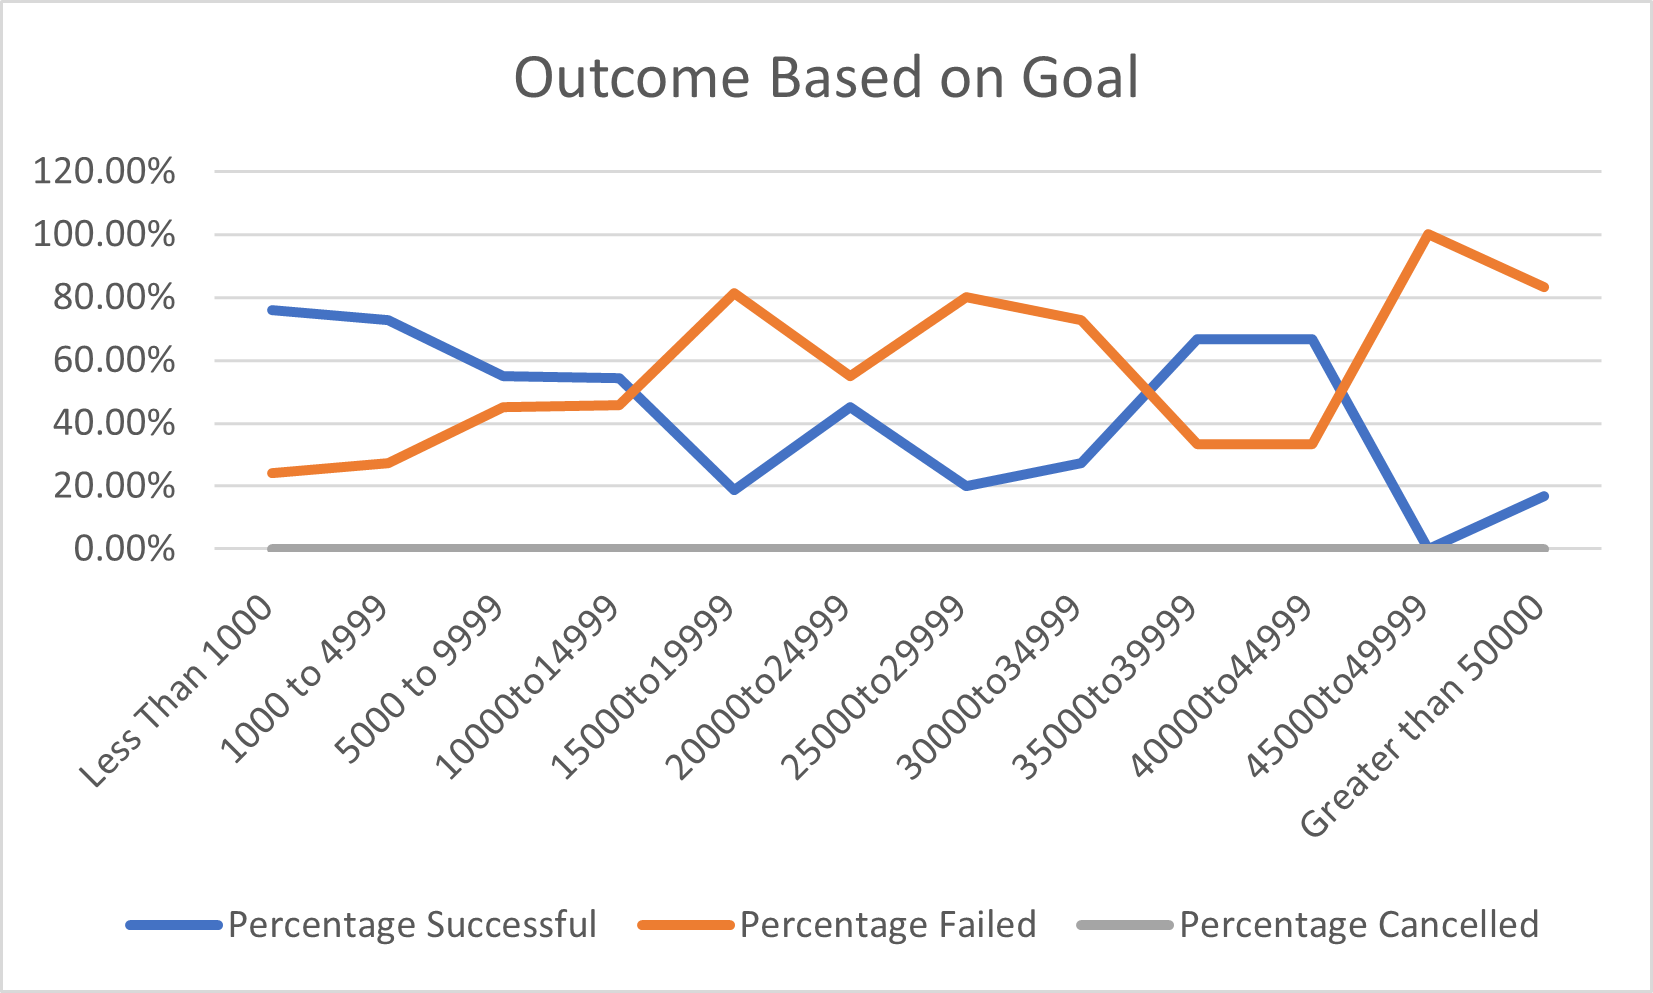 Outcome Based on Goal
120.00%
100.00%
80.00%
60.00%
40.00%
20.00%
0.00%
Less Than 1000
1000 to 4999
5000 to 9999
10000to14999
15000to19999
20000to24999
25000to29999
30000to34999
35000to39999
40000to44999
45000to49999
Greater than 50000
Percentage Successful
Percentage Failed
Percentage Cancelled